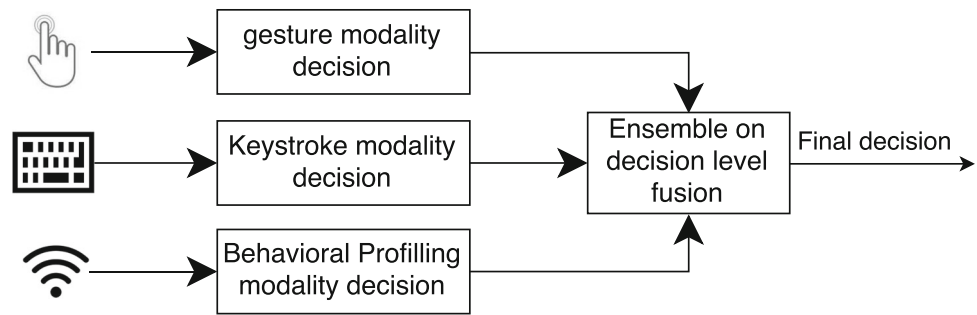 gesture modality
decision
Keystroke modality
decision
Behavioral Profilling
modality decision
Ensemble on
decision level
fusion
Final decision